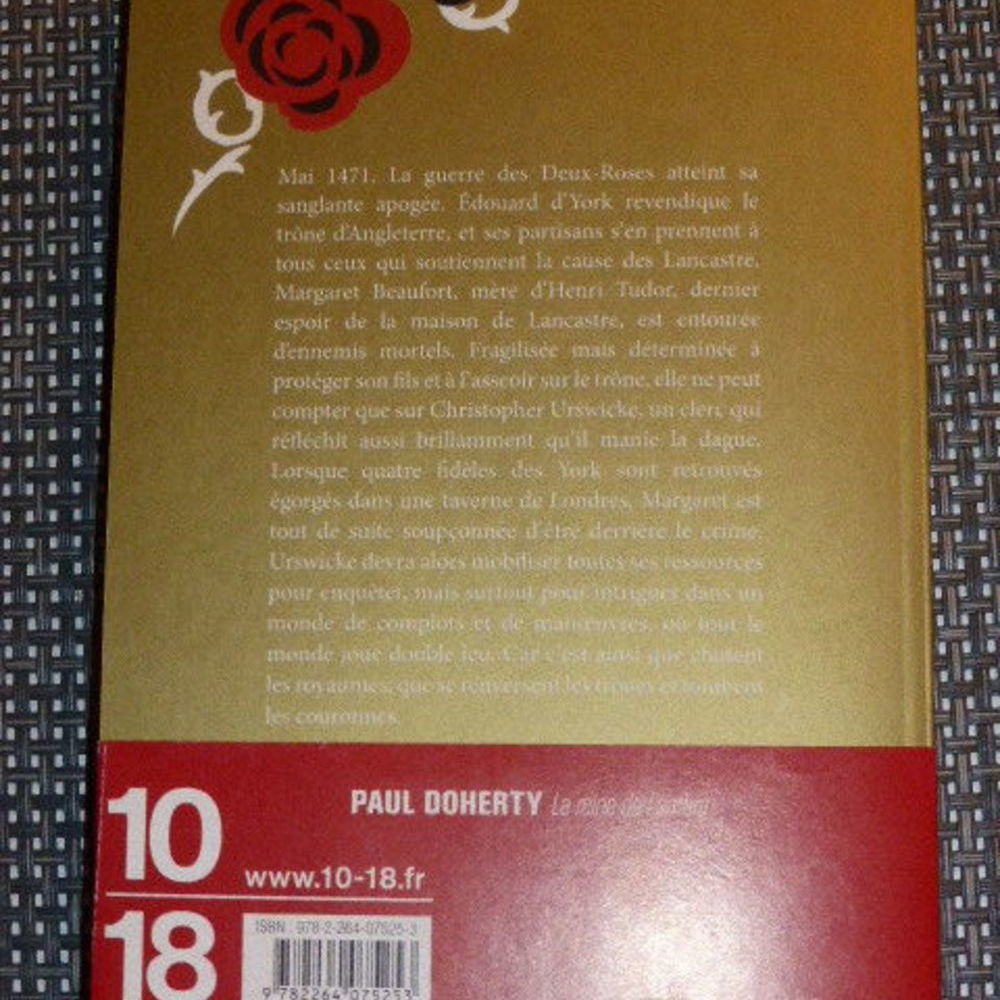 Mai 1471. La guerre des Deux-Roses atteint sa
sanglante apogée. Édouard d'York revendique le
trône d'Angleterre, et ses partisans s'en prennent à
tous ceux qui soutiennent la cause des Lancastre.
Margaret Beaufort, mère d'Henri Tudor, dernier
espoir de la maison de Lancastre, est entourée
d'ennemis mortels. Fragilisée mais déterminée à
protéger son fils et à l'asseoir sur le trône, elle ne peut
compter que sur Christopher Urswicke, un clerc qui
réfléchit aussi brillamment qu'il manie la dague.
Lorsque quatre fidèles des York sont retrouvés
égorgés dans une taverne de Londres, Margaret est
tout de suite soupçonnée d'être derrière le crime.
Urswicke devra alors mobiliser toutes ses ressources
pour enquêter, mais surtout pour intriguer dans un
monde de complots et de manœuvres, où tout le
monde joue double jeu. Car c'est ainsi que chutent
les royaumes, que se renversent les trônes et tombent
les couronnes.
PAUL DOHERTY La reine de
10
www.10-18.fr
18
ISBN : 978-2-264-07525-3
9 782264 075253